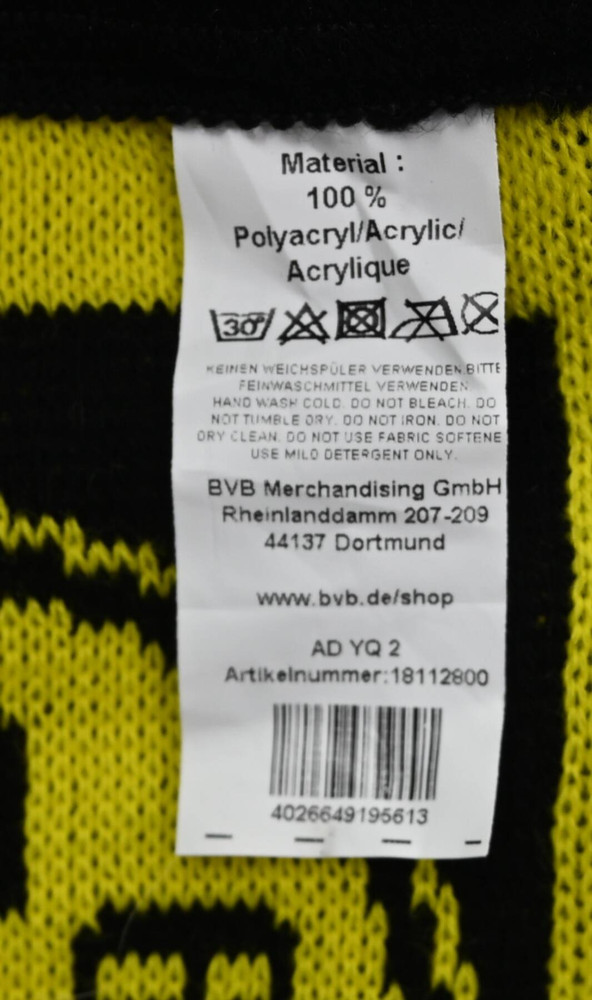 Material :
100 %
Polyacryl/Acrylic/
Acrylique
30°
KEINEN WEICHSPÜLER VERWENDEN.BITTE
FEINWASCHMITTEL VERWENDEN.
HAND WASH COLD. DO NOT BLEACH. DO
NOT TUMBLE DRY. DO NOT IRON. DO NOT
DRY CLEAN. DO NOT USE FABRIC SOFTENE
USE MILD DETERGENT ONLY.
BVB Merchandising GmbH
Rheinlanddamm 207-209
44137 Dortmund
www.bvb.de/shop
AD YQ 2
Artikelnummer:18112800
4026649195613